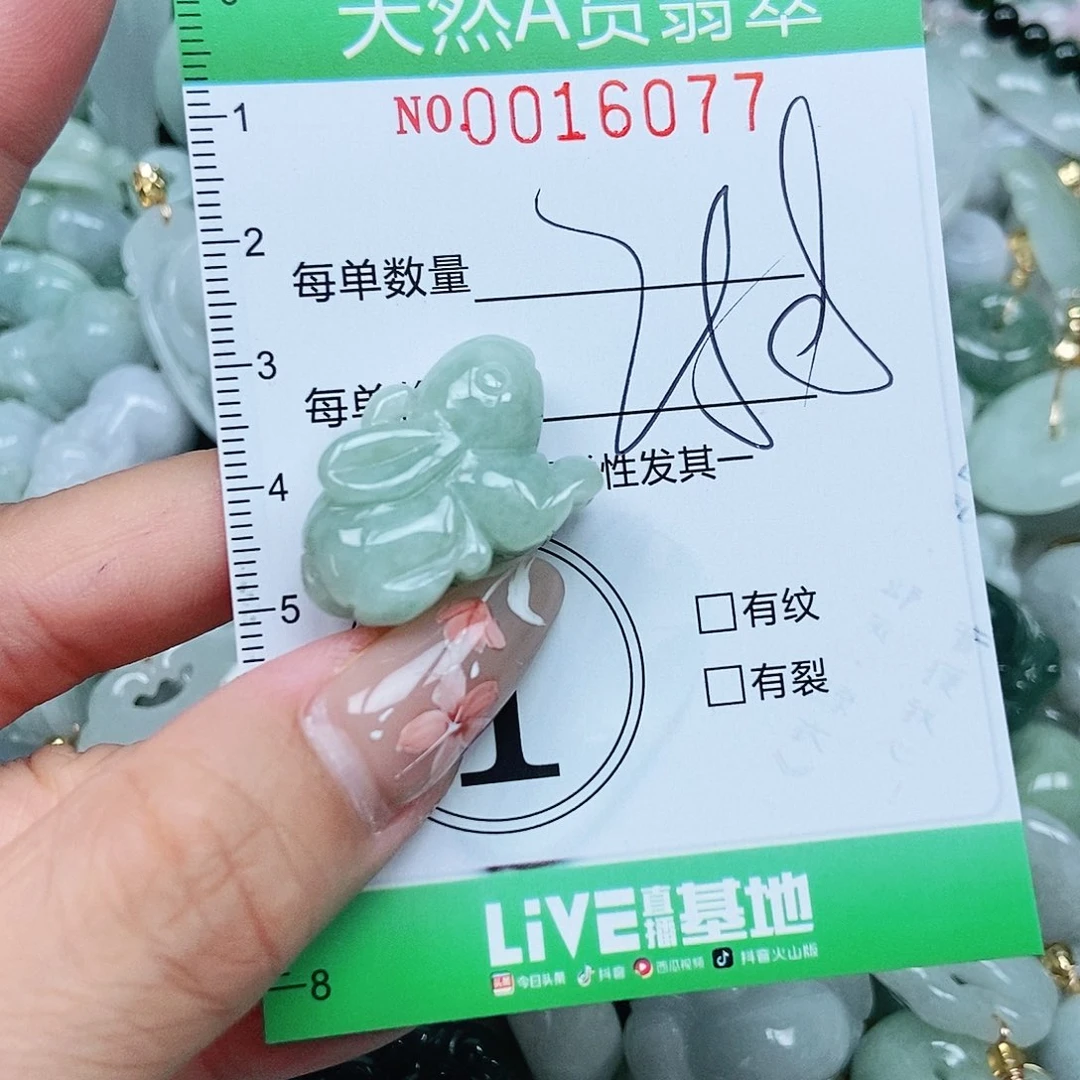 天然A货翡翠
NO.0016077
1
2
每单数量
3
每单
4
性发其一
5
□有纹
□有裂
1
LiVE直播基地
今日头条 抖音 西瓜视频 抖音火山版
8